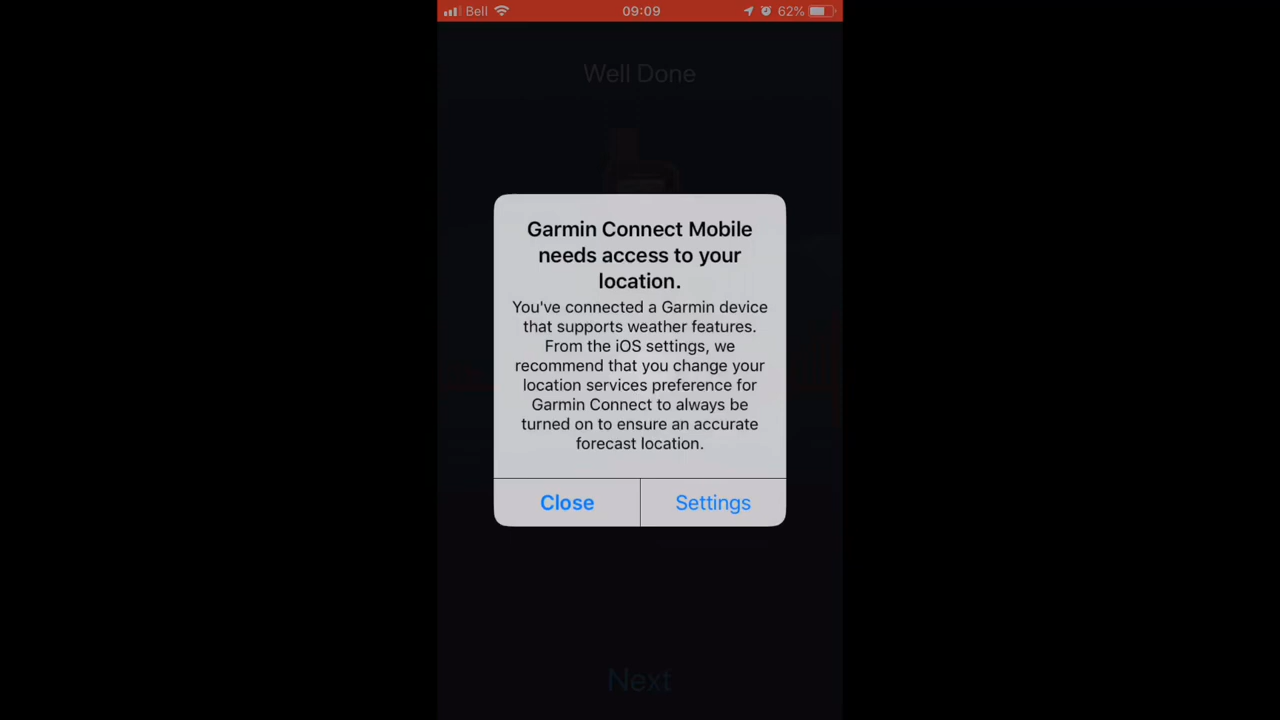 Bell 09:09 62%
Well Done
Garmin Connect Mobile
needs access to your
location.
You've connected a Garmin device
that supports weather features.
From the iOS settings, we
recommend that you change your
location services preference for
Garmin Connect to always be
turned on to ensure an accurate
forecast location.
Close Settings
Next